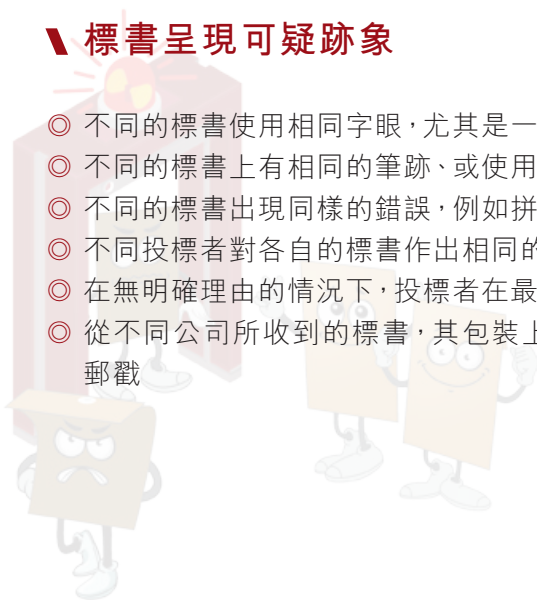 標書呈現可疑跡象
◎ 不同的標書使用相同字眼，尤其是一
◎ 不同的標書上有相同的筆跡、或使用
◎ 不同的標書出現同樣的錯誤，例如拼
◎ 不同投標者對各自的標書作出相同的
◎ 在無明確理由的情況下，投標者在最
◎ 從不同公司所收到的標書，其包裝上
郵戳